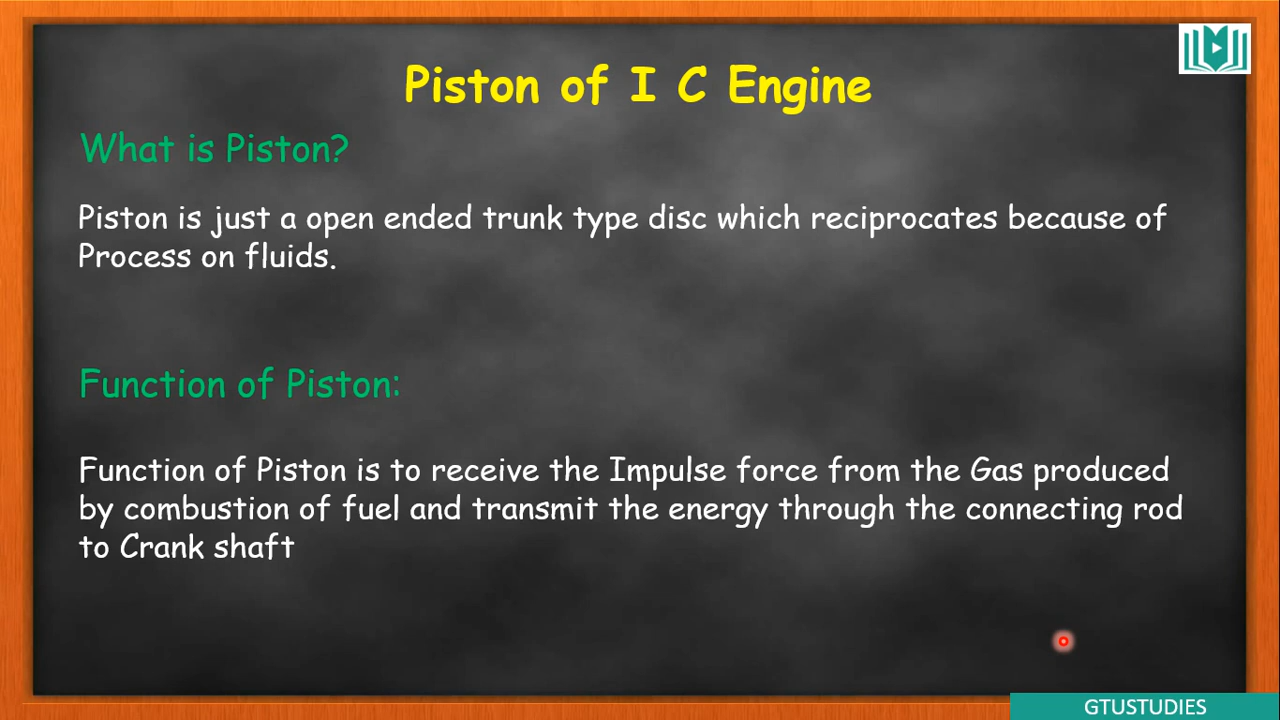 Piston of I C Engine
What is Piston?
Piston is just a open ended trunk type disc which reciprocates because of
Process on fluids.
Function of Piston:
Function of Piston is to receive the Impulse force from the Gas produced
by combustion of fuel and transmit the energy through the connecting rod
to Crank shaft
GTUSTUDIES